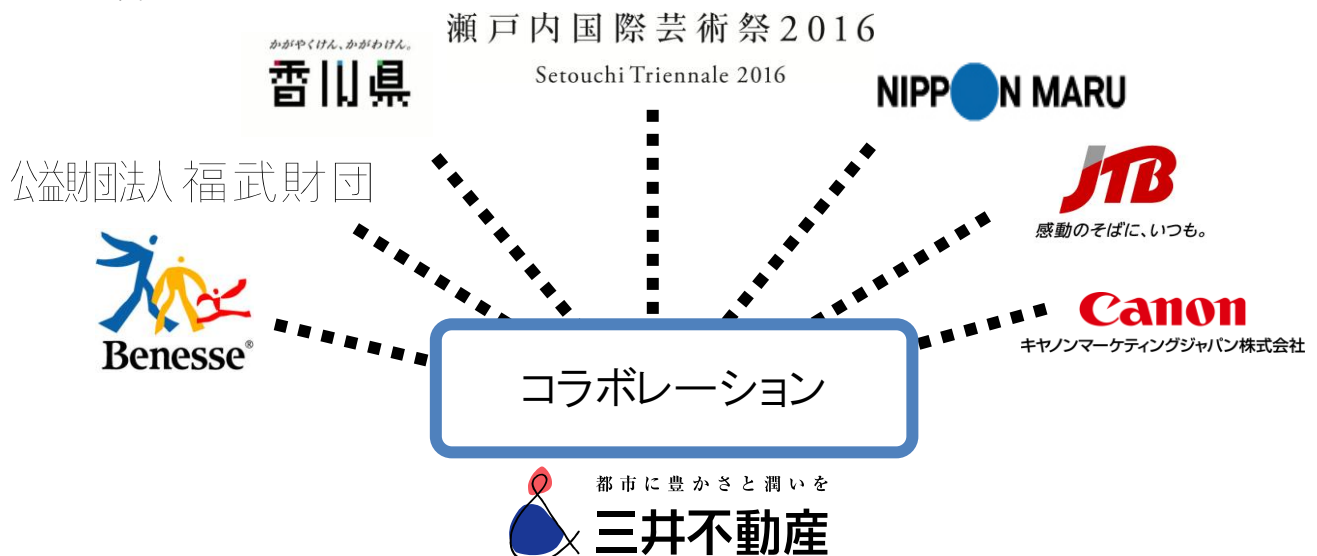 瀬戸内国際芸術祭2016
Setouchi Triennale 2016
かがやくけん、かがわけん。
香川県
NIPPON MARU
公益財団法人 福武財団
JTB
感動のそばに、いつも。
Benesse®
Canon
キヤノンマーケティングジャパン株式会社
コラボレーション
都市に豊かさと潤いを
三井不動産